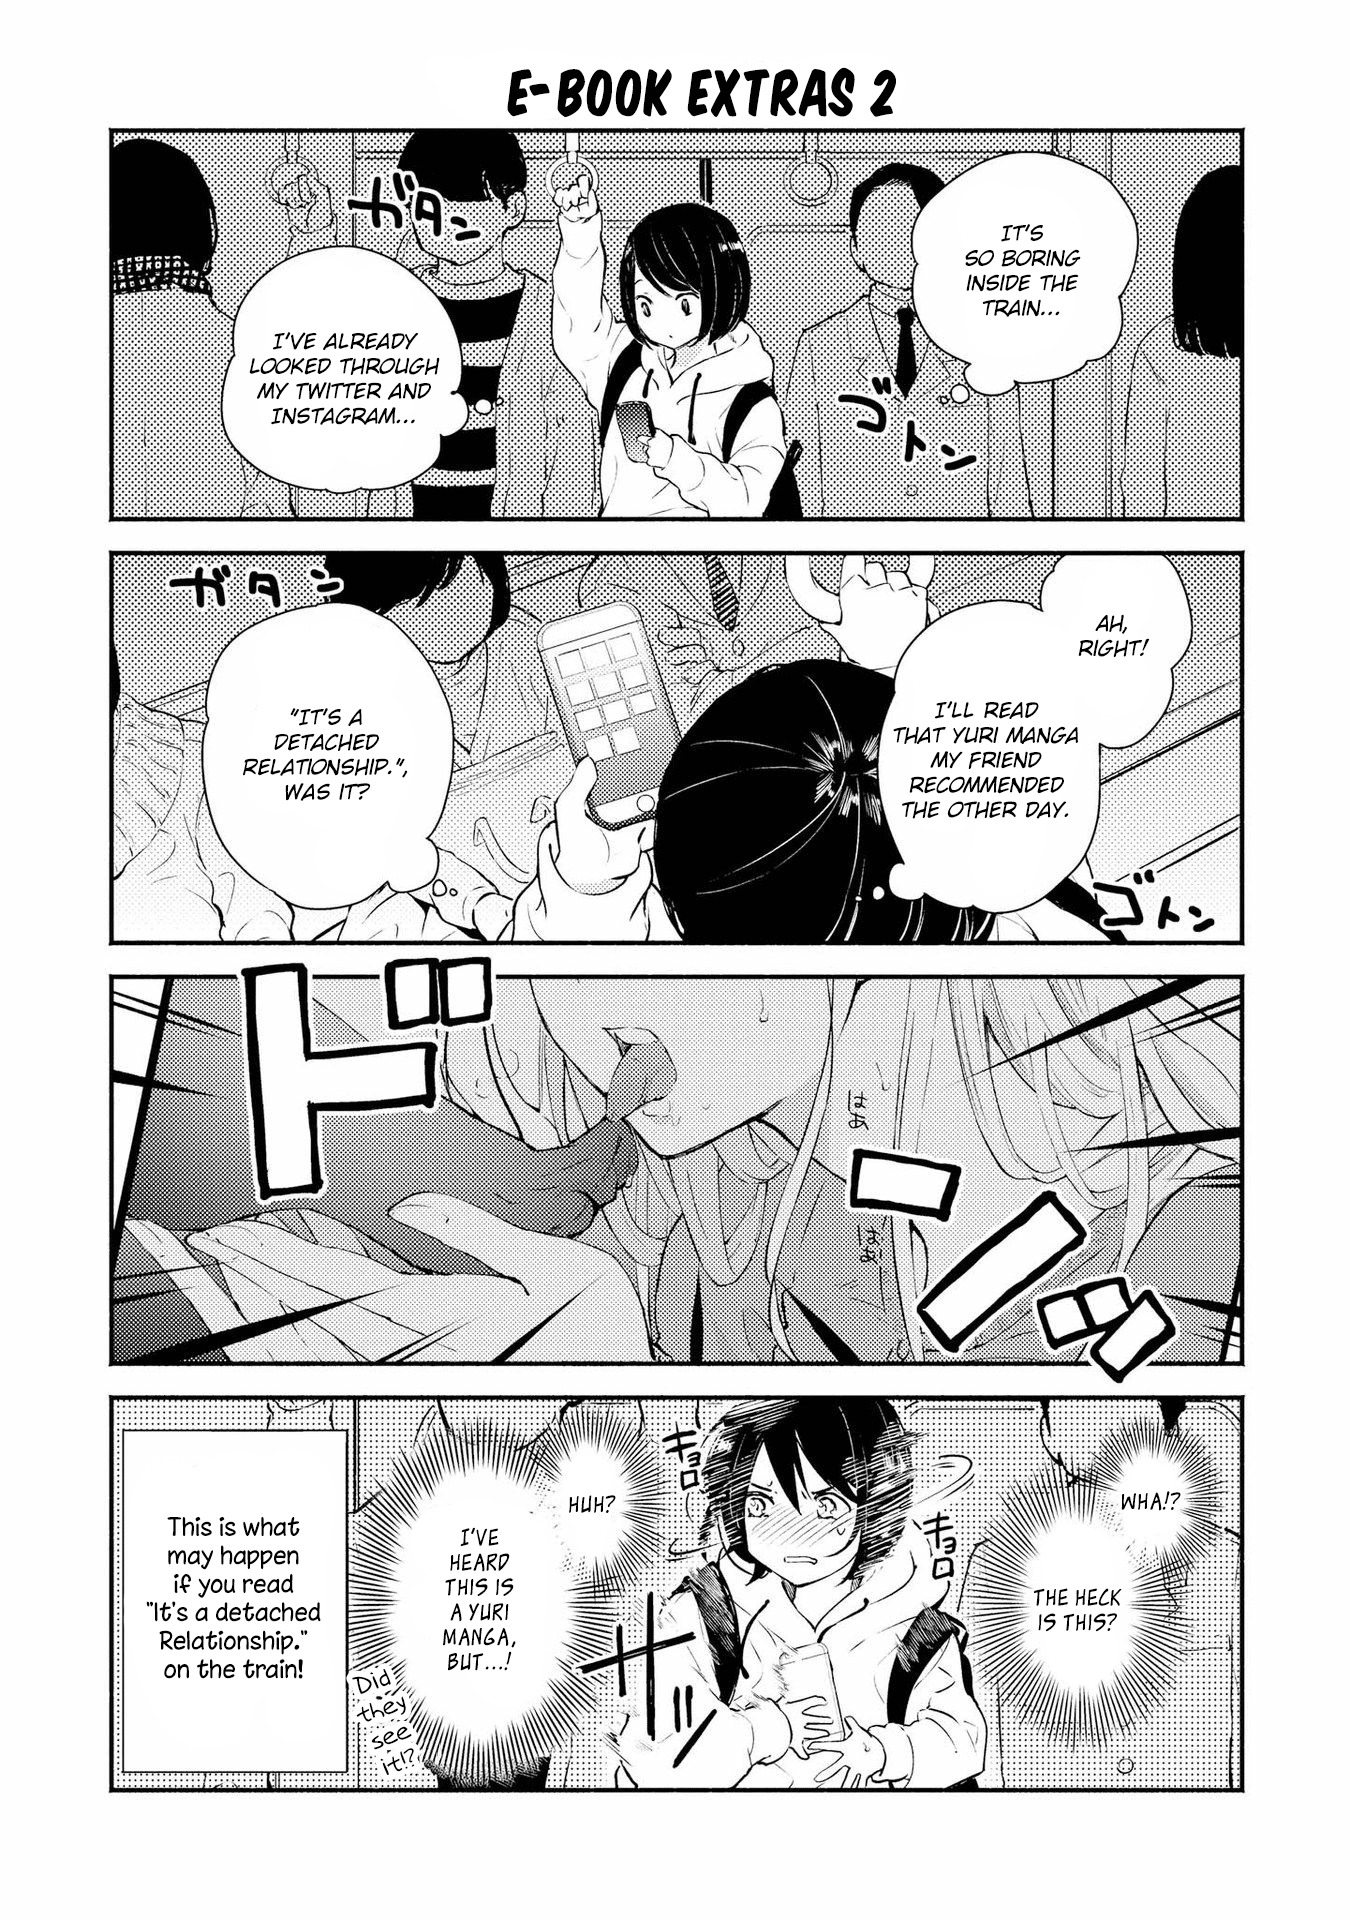 E-BOOK EXTRAS 2
IT'S
SO BORING
INSIDE THE
TRAIN...
ガタン
I'VE ALREADY
LOOKED THROUGH
MY TWITTER AND
INSTAGRAM...
ゴトン
AH,
RIGHT!
I'LL READ
THAT YURI MANGA
MY FRIEND
RECOMMENDED
THE OTHER DAY.
ガタン
"IT'S A
DETACHED
RELATIONSHIP.",
WAS IT?
ゴトン
ドーンッ
はあ
はあ
WHA!?
THE HECK
IS THIS?
キョロ
キョロ
HUH?
I'VE
HEARD
THIS IS
A YURI
MANGA,
BUT...!
サッ
Did
they
see
it!?
This is what
may happen
if you read
"It's a detached
Relationship."
on the train!